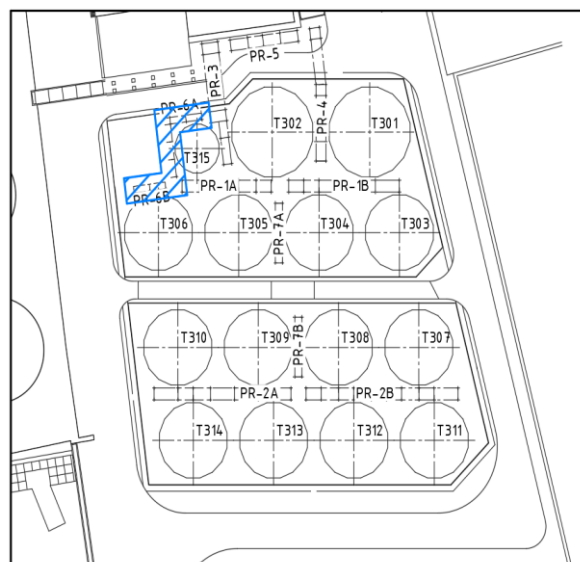 PR-5
PR-3
PR-6A
PR-4
T302
T301
T315
PR-1A
PR-1B
PR-6B
PR-7A
T306
T305
T304
T303
T310
T309
PR-7B
T308
T307
PR-2A
PR-2B
T314
T313
T312
T311